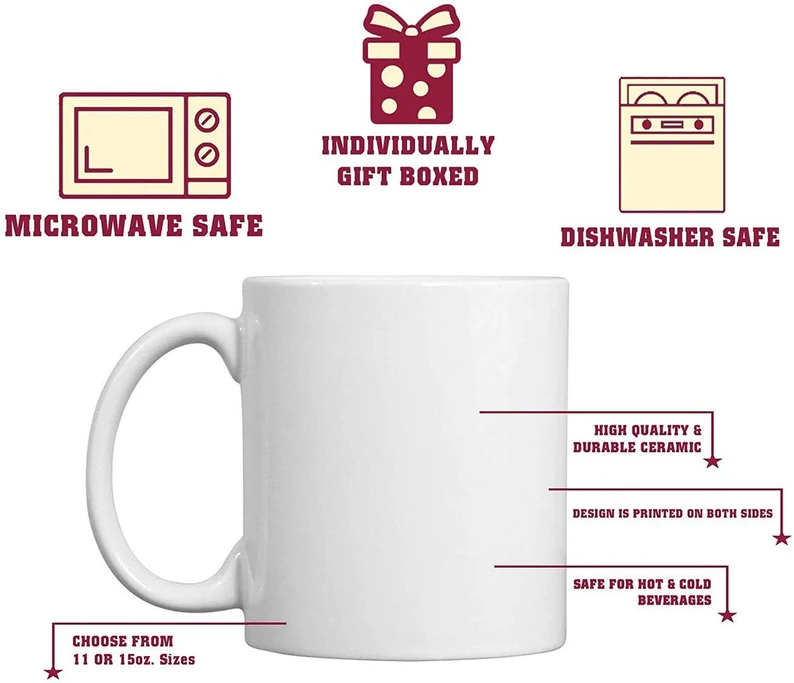 INDIVIDUALLY
GIFT BOXED
MICROWAVE SAFE
DISHWASHER SAFE
HIGH QUALITY &
DURABLE CERAMIC
DESIGN IS PRINTED ON BOTH SIDES
SAFE FOR HOT & COLD
BEVERAGES
CHOOSE FROM
11 OR 15oz. Sizes